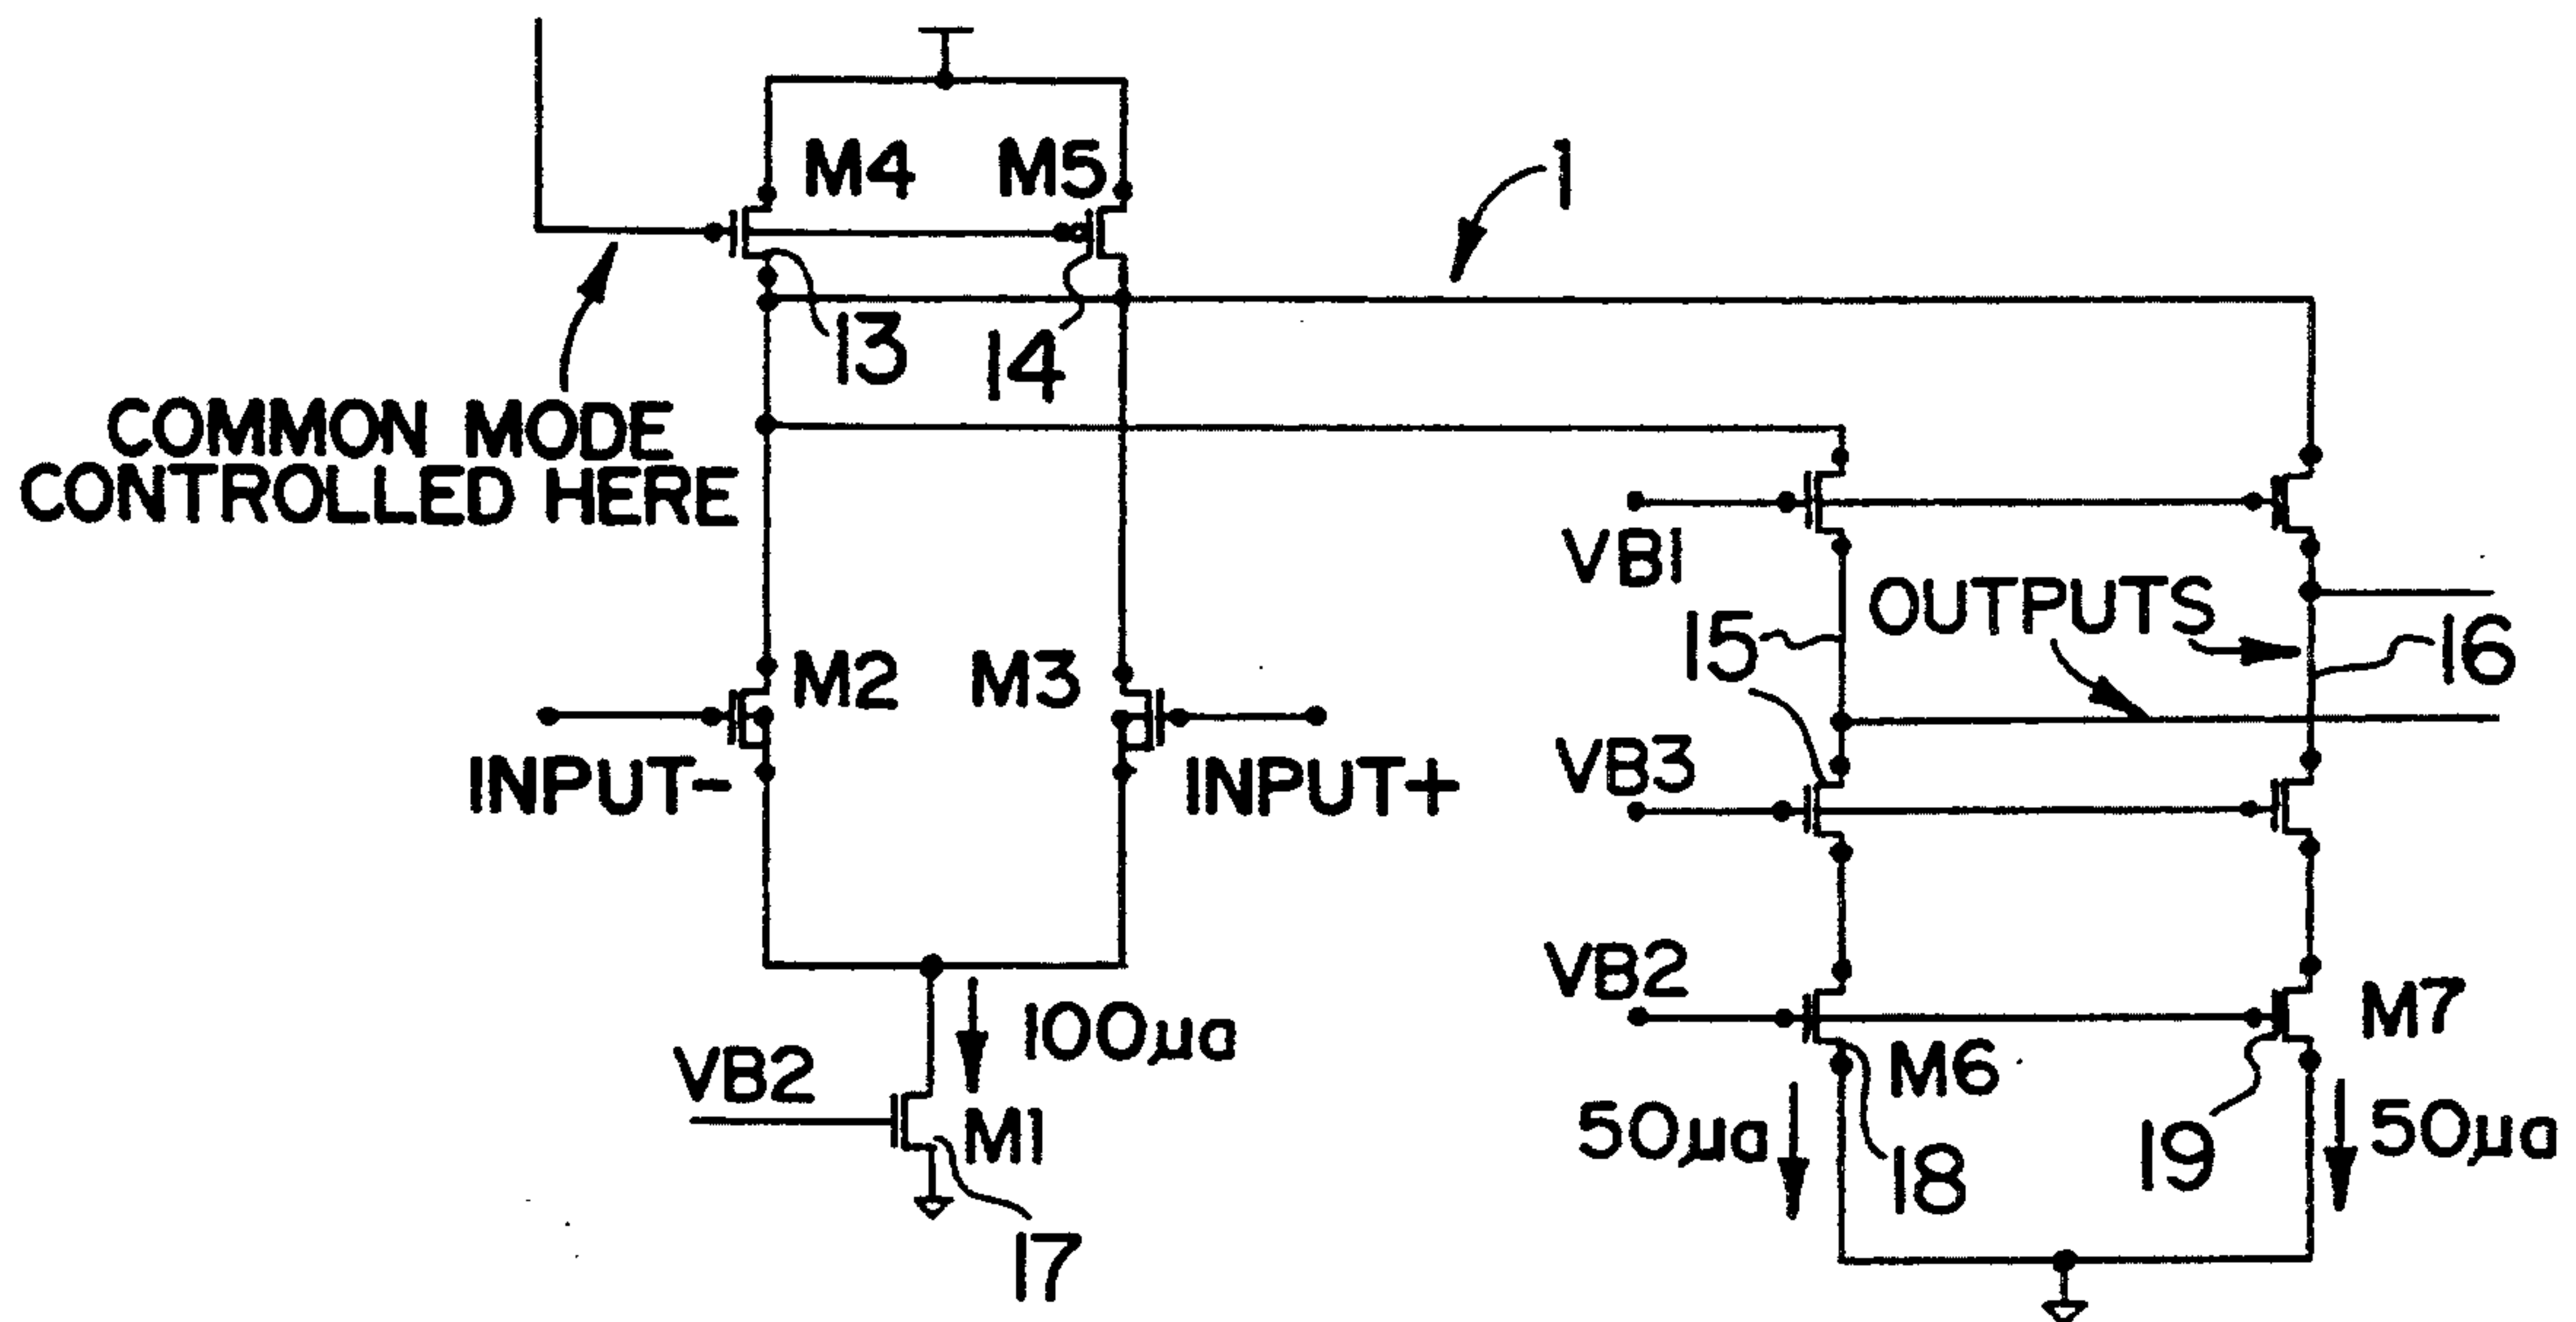 M4
M5
1
13
14
COMMON MODE
CONTROLLED HERE
VB1
15
OUTPUTS
16
M2
M3
INPUT-
INPUT+
VB3
VB2
M7
100µa
M6
VB2
M1
50µa
50µa
18
19
17